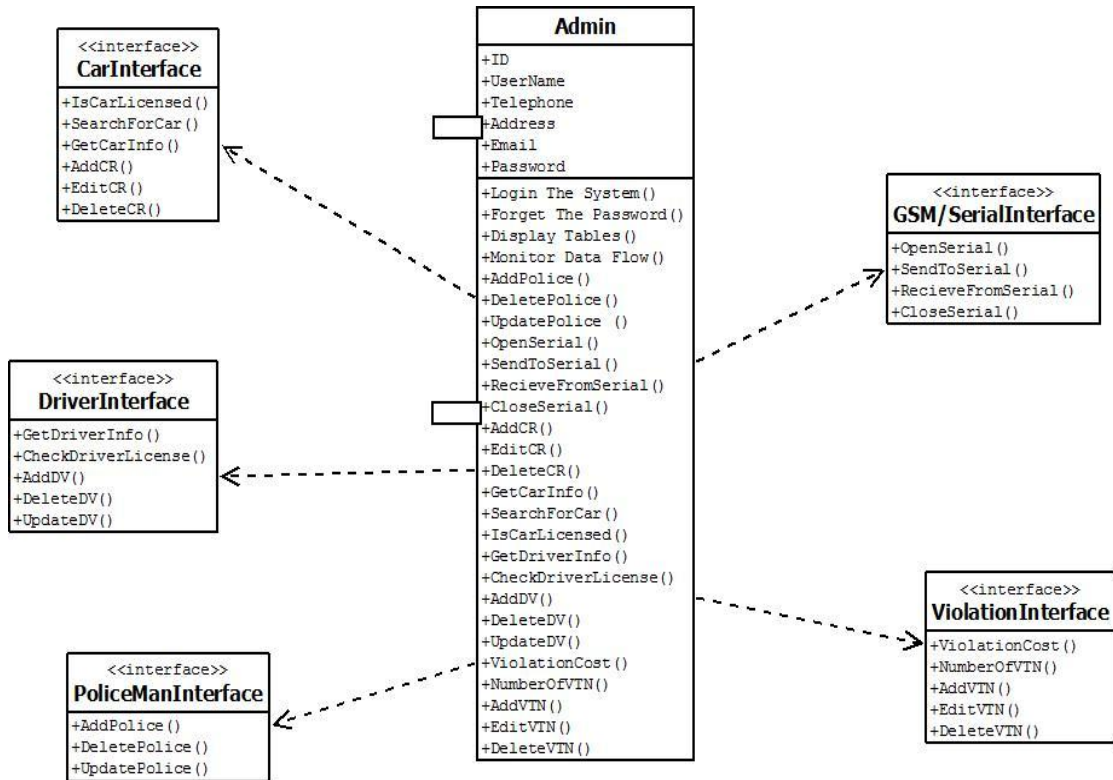 <<interface>>
CarInterface
+IsCarLicensed()
+SearchForCar()
+GetCarInfo()
+AddCR()
+EditCR()
+DeleteCR()
<<interface>>
DriverInterface
+GetDriverInfo()
+CheckDriverLicense()
+AddDV()
+DeleteDV()
+UpdateDV()
<<interface>>
PoliceManInterface
+AddPolice()
+DeletePolice()
+UpdatePolice()
Admin
+ID
+UserName
+Telephone
+Address
+Email
+Password
+Login The System()
+Forget The Password()
+Display Tables()
+Monitor Data Flow()
+AddPolice()
+DeletePolice()
+UpdatePolice ()
+OpenSerial()
+SendToSerial()
+RecieveFromSerial()
+CloseSerial()
+AddCR()
+EditCR()
+DeleteCR()
+GetCarInfo()
+SearchForCar()
+IsCarLicensed()
+GetDriverInfo()
+CheckDriverLicense()
+AddDV()
+DeleteDV()
+UpdateDV()
+ViolationCost()
+NumberOfVTN()
+AddVTN()
+EditVTN()
+DeleteVTN()
<<interface>>
GSM/SerialInterface
+OpenSerial()
+SendToSerial()
+RecieveFromSerial()
+CloseSerial()
<<interface>>
ViolationInterface
+ViolationCost()
+NumberOfVTN()
+AddVTN()
+EditVTN()
+DeleteVTN()